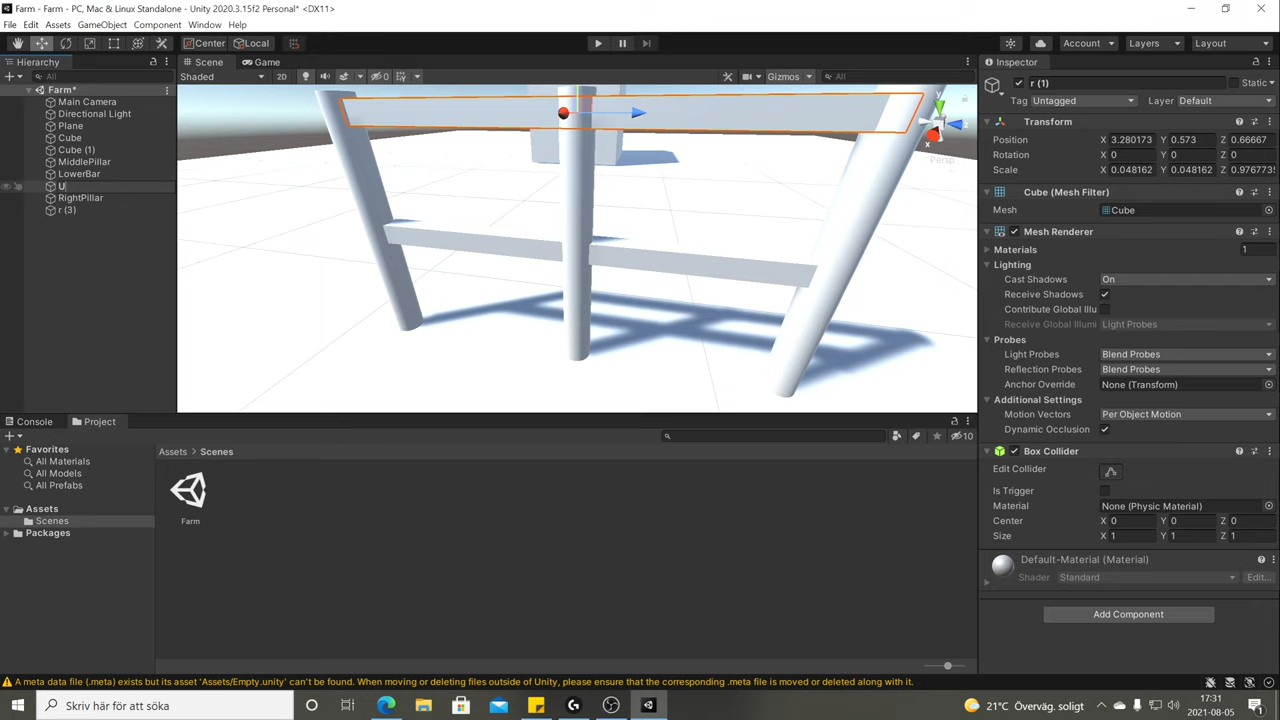 Farm - PC, Mac & Linux Standalone - Unity 2020.3.15f2 Personal* <DX11>
File Edit Assets GameObject Component Window Help
Center Local Account Layers Layout
Hierarchy Scene Game Inspector
All Shaded 2D 0 Gizmos All
Farm*
Main Camera
Directional Light
Plane
Cube
Cube (1)
MiddlePillar
LowerBar
U
RightPillar
r (3)
y
z
x
Persp
r (1) Static
Tag Untagged Layer Default
Transform
Position X 3.280173 Y 0.573 Z 0.66667
Rotation X 0 Y 0 Z 0
Scale X 0.048162 Y 0.048162 Z 0.976773
Cube (Mesh Filter)
Mesh Cube
Mesh Renderer
Materials 1
Lighting
Cast Shadows On
Receive Shadows
Contribute Global Illu
Receive Global Illumi Light Probes
Probes
Light Probes Blend Probes
Reflection Probes Blend Probes
Anchor Override None (Transform)
Additional Settings
Motion Vectors Per Object Motion
Dynamic Occlusion
Box Collider
Edit Collider
Is Trigger
Material None (Physic Material)
Center X 0 Y 0 Z 0
Size X 1 Y 1 Z 1
Default-Material (Material)
Shader Standard Edit...
Add Component
Console Project
10
Favorites
All Materials
All Models
All Prefabs
Assets
Scenes
Packages
Assets > Scenes
Farm
A meta data file (.meta) exists but its asset 'Assets/Empty.unity' can't be found. When moving or deleting files outside of Unity, please ensure that the corresponding .meta file is moved or deleted along with it.
Skriv här för att söka
21°C Överväg. soligt
17:31
2021-08-05